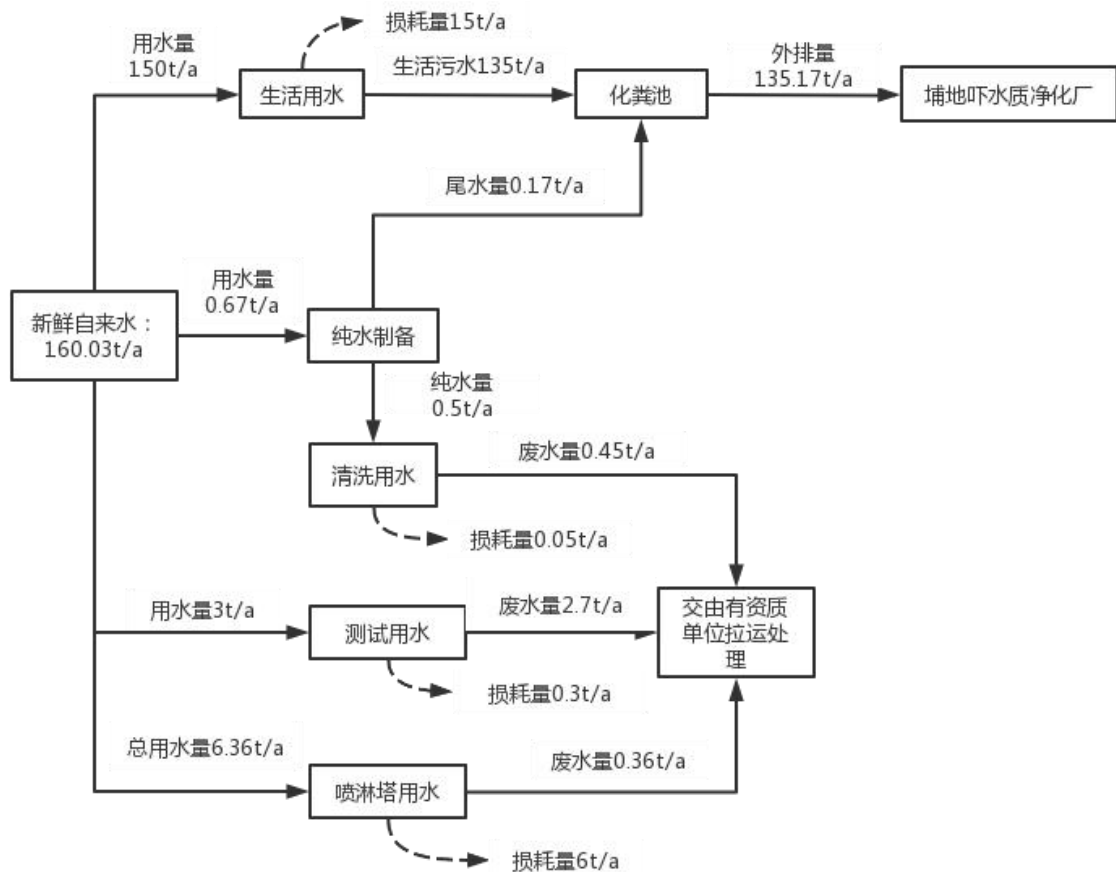 用水量
150t/a
损耗量15t/a
生活用水
生活污水135t/a
化粪池
外排量
135.17t/a
埔地吓水质净化厂
尾水量0.17t/a
新鲜自来水：
160.03t/a
用水量
0.67t/a
纯水制备
纯水量
0.5t/a
清洗用水
废水量0.45t/a
损耗量0.05t/a
用水量3t/a
测试用水
废水量2.7t/a
交由有资质
单位拉运处
理
损耗量0.3t/a
总用水量6.36t/a
喷淋塔用水
废水量0.36t/a
损耗量6t/a